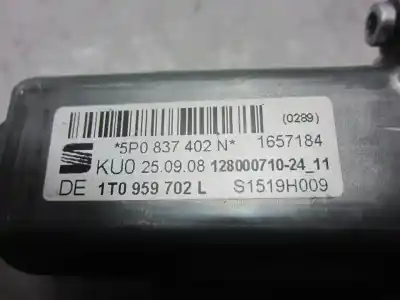 (0289)
*5P0 837 402 N* 1657184
KU0 25.09.08 128000710-24_11
DE 1T0 959 702 L S1519H009